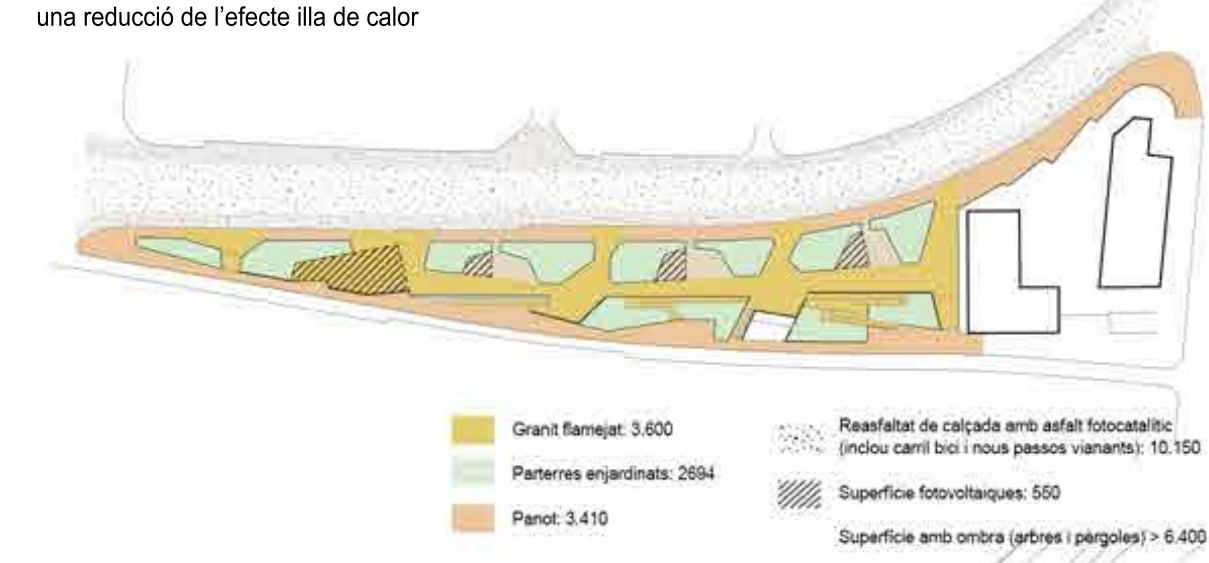 una reducció de l'efecte illa de calor
Granit flamejat: 3.600
Parterres enjardinats: 2694
Panot: 3.410
Reasfaltat de calçada amb asfalt fotocatalític
(inclou carril bici i nous passos vianants): 10.150
Superfície fotovoltaiques: 550
Superfície amb ombra (arbres i pèrgoles) > 6.400